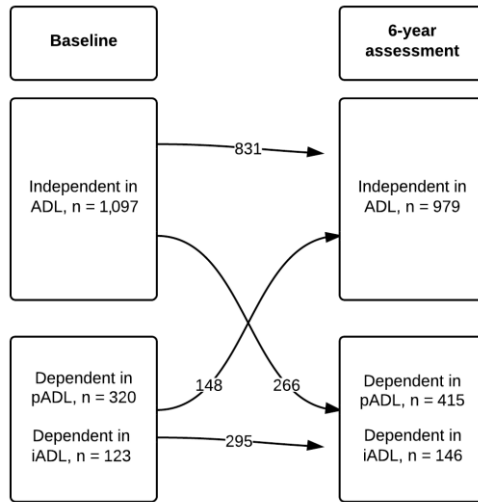 Baseline
6-year
assessment
831
Independent in
ADL, n = 1,097
Independent in
ADL, n = 979
148
266
Dependent in
pADL, n = 320
Dependent in
iADL, n = 123
295
Dependent in
pADL, n = 415
Dependent in
iADL, n = 146